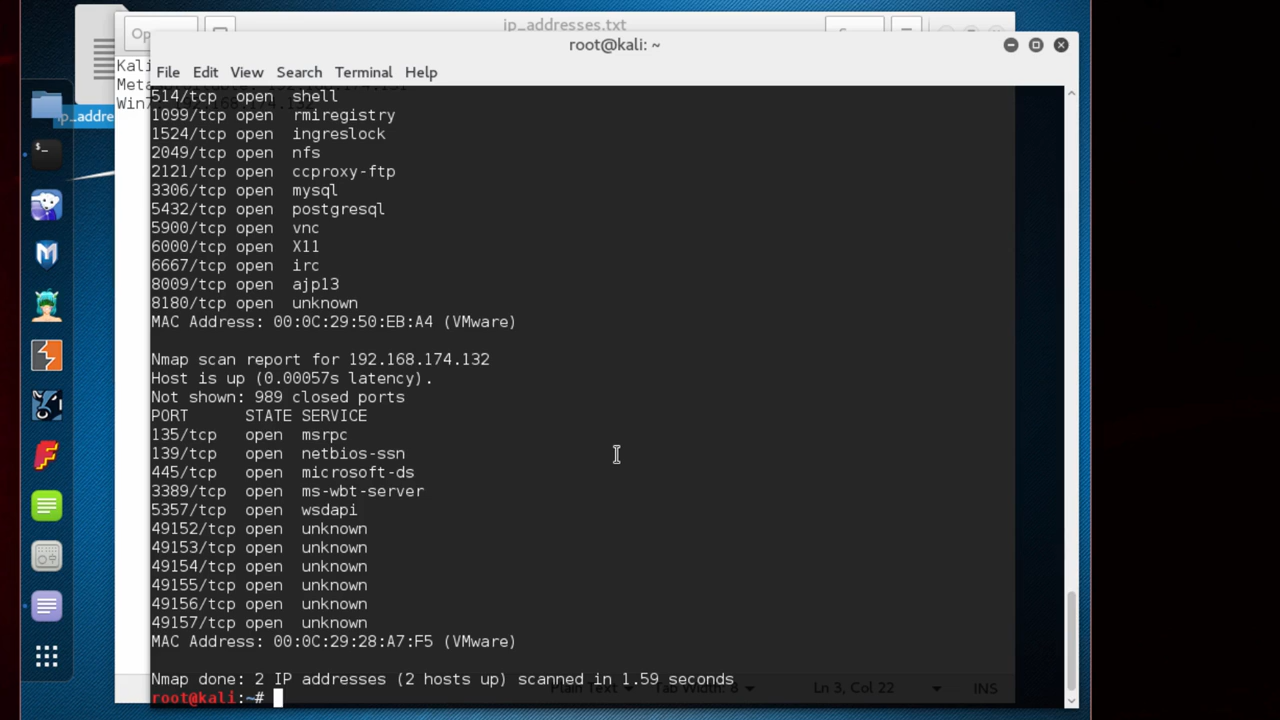 ip_addresses.txt
Op
root@kali: ~
Kali
File Edit View Search Terminal Help
Meta
Win7 192.168.174.132
ip_addre
514/tcp open shell
1099/tcp open rmiregistry
1524/tcp open ingreslock
2049/tcp open nfs
2121/tcp open ccproxy-ftp
3306/tcp open mysql
5432/tcp open postgresql
5900/tcp open vnc
6000/tcp open X11
6667/tcp open irc
8009/tcp open ajp13
8180/tcp open unknown
MAC Address: 00:0C:29:50:EB:A4 (VMware)
Nmap scan report for 192.168.174.132
Host is up (0.00057s latency).
Not shown: 989 closed ports
PORT STATE SERVICE
135/tcp open msrpc
139/tcp open netbios-ssn
445/tcp open microsoft-ds
3389/tcp open ms-wbt-server
5357/tcp open wsdapi
49152/tcp open unknown
49153/tcp open unknown
49154/tcp open unknown
49155/tcp open unknown
49156/tcp open unknown
49157/tcp open unknown
MAC Address: 00:0C:29:28:A7:F5 (VMware)
Nmap done: 2 IP addresses (2 hosts up) scanned in 1.59 seconds
root@kali:~#
Plain Text Tab Width: 8 Ln 3, Col 22 INS